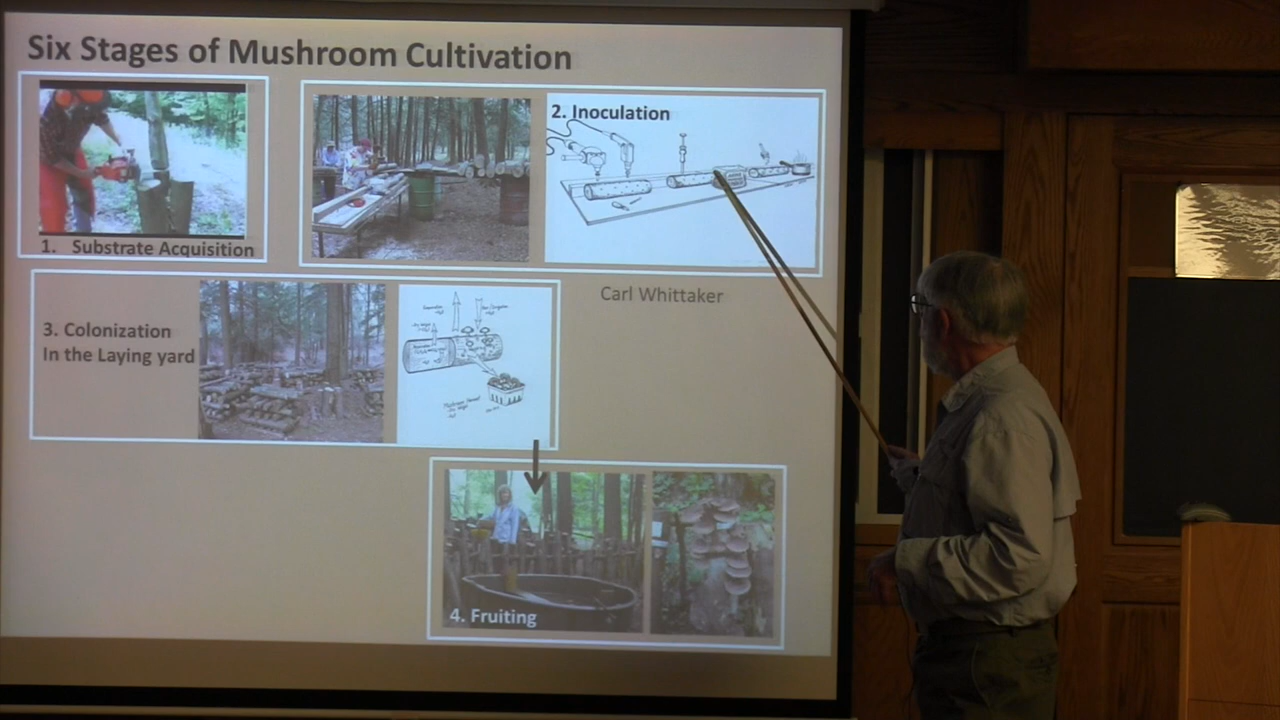 Six Stages of Mushroom Cultivation
1. Substrate Acquisition
2. Inoculation
Carl Whittaker
3. Colonization
In the Laying yard
4. Fruiting